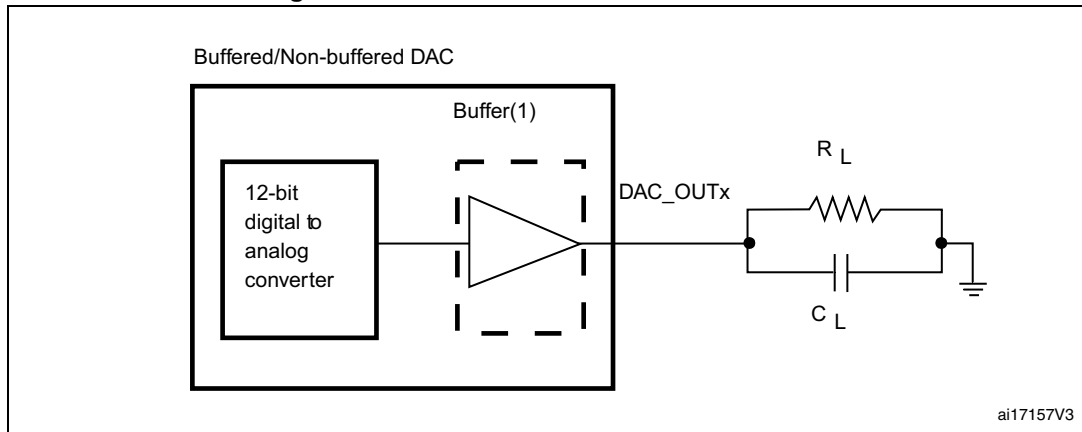 Buffered/Non-buffered DAC
Buffer(1)
12-bit
digital to
analog
converter
DAC_OUTx
R L
C L
ai17157V3